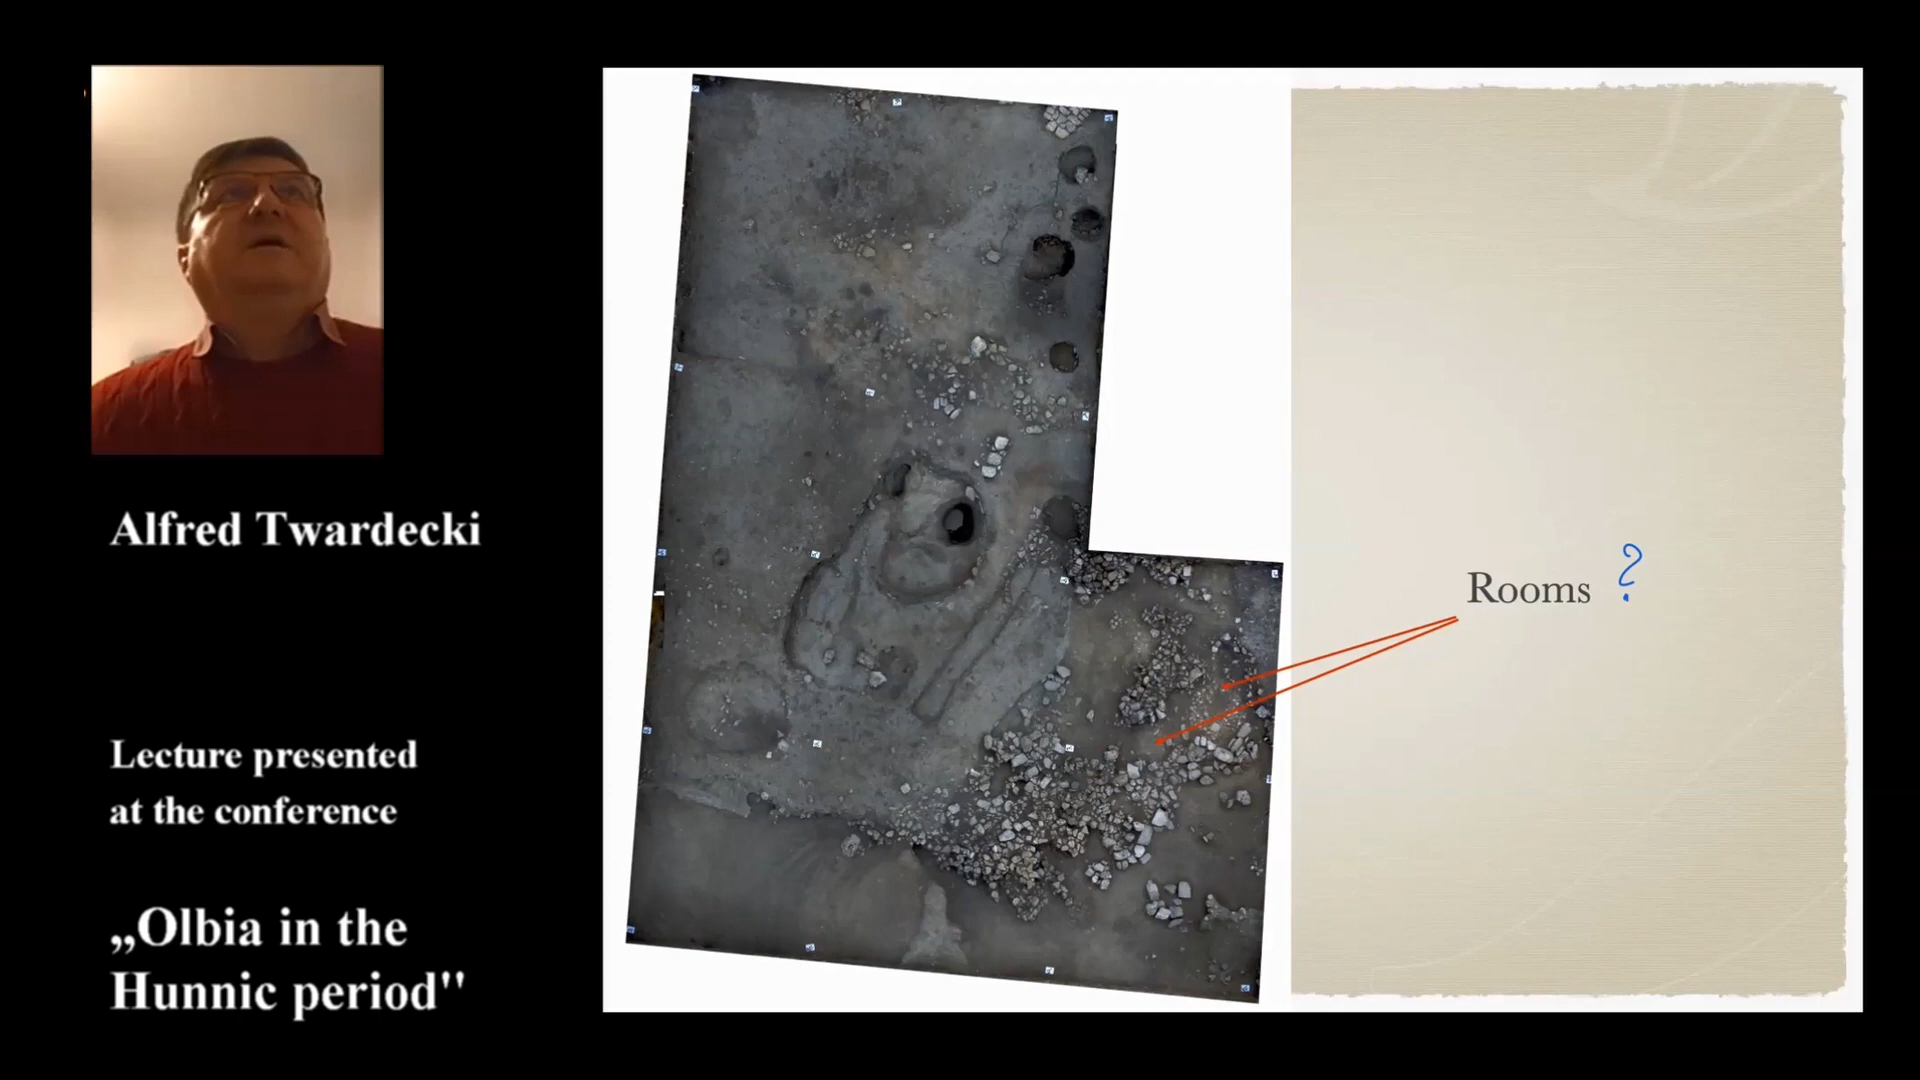 Alfred Twardecki
Lecture presented
at the conference
„Olbia in the
Hunnic period"
Rooms ?